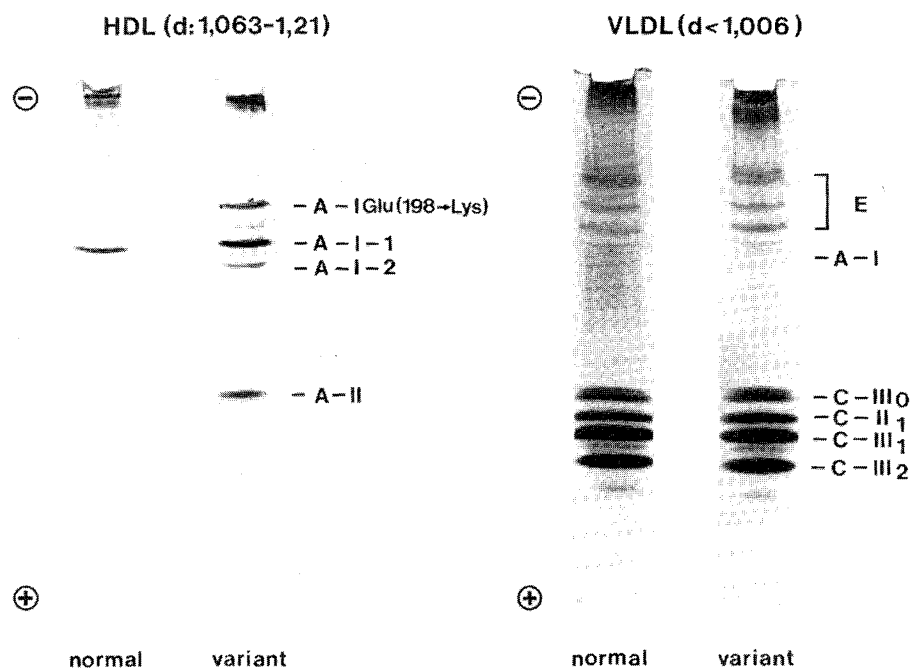 HDL (d:1,063-1,21)
VLDL (d<1,006)
⊖
⊖
- A-I Glu(198→Lys)
- A-I-1
- A-I-2
- A-II
E
- A-I
- C-III0
- C-II1
- C-III1
- C-III2
⊕
⊕
normal
variant
normal
variant